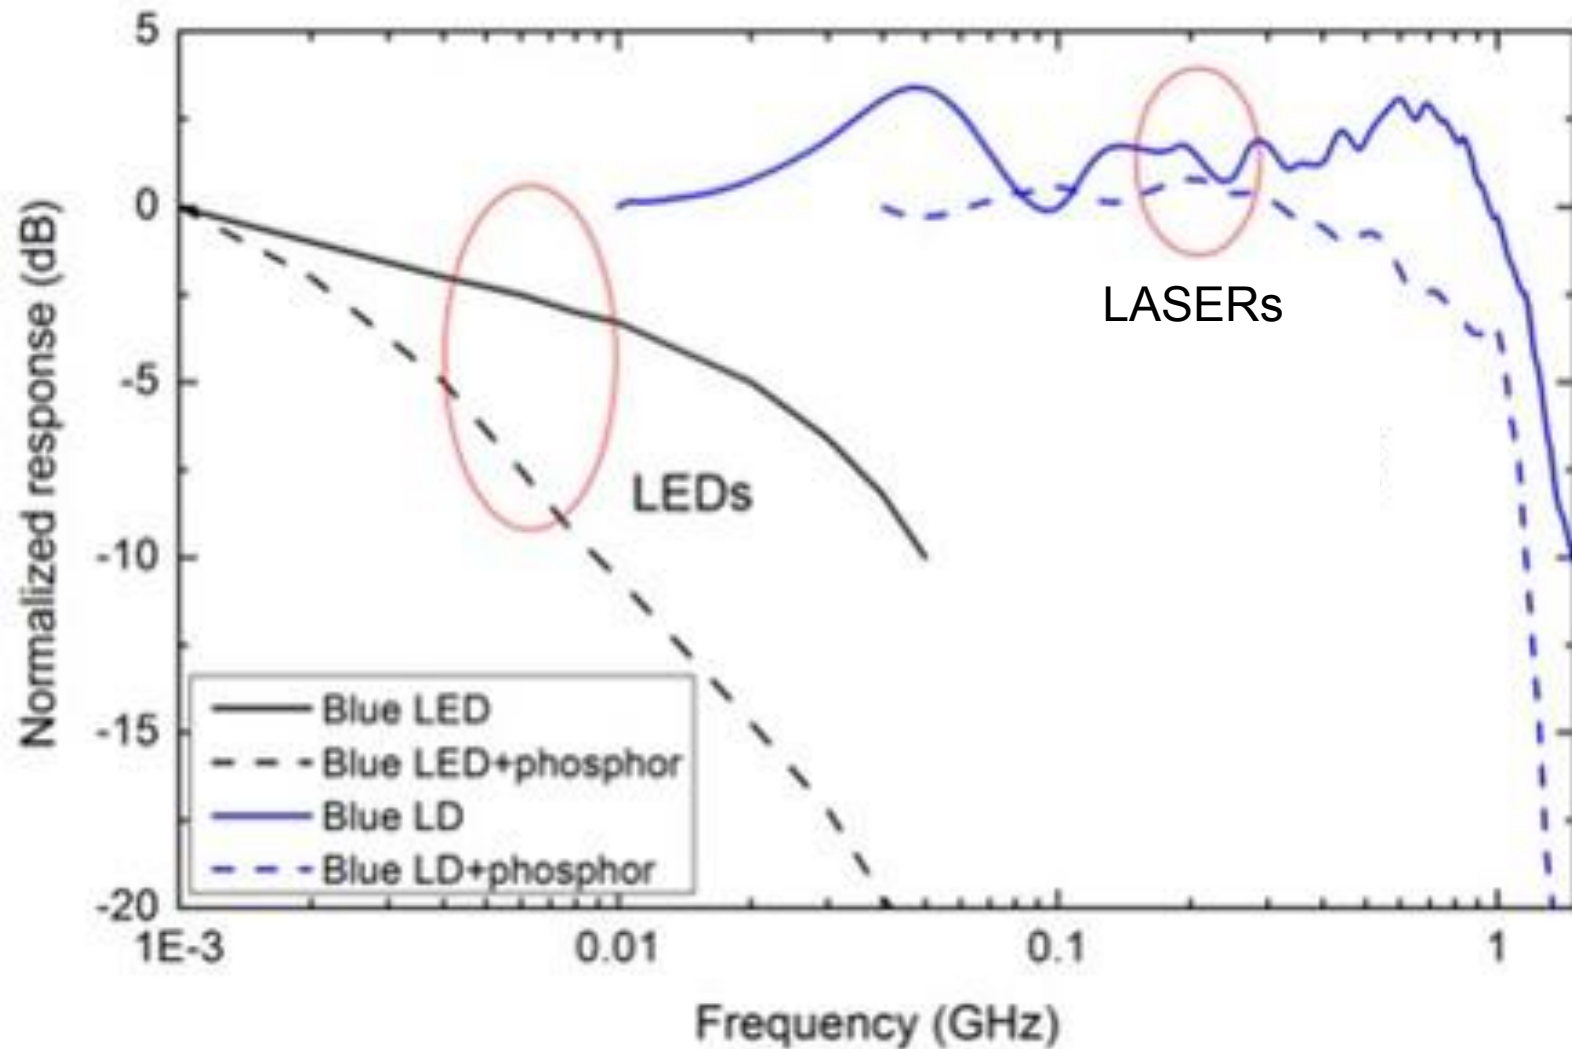 5
0
-5
-10
-15
-20
Normalized response (dB)
LASERs
LEDs
Blue LED
Blue LED+phosphor
Blue LD
Blue LD+phosphor
1E-3 0.01 0.1 1
Frequency (GHz)